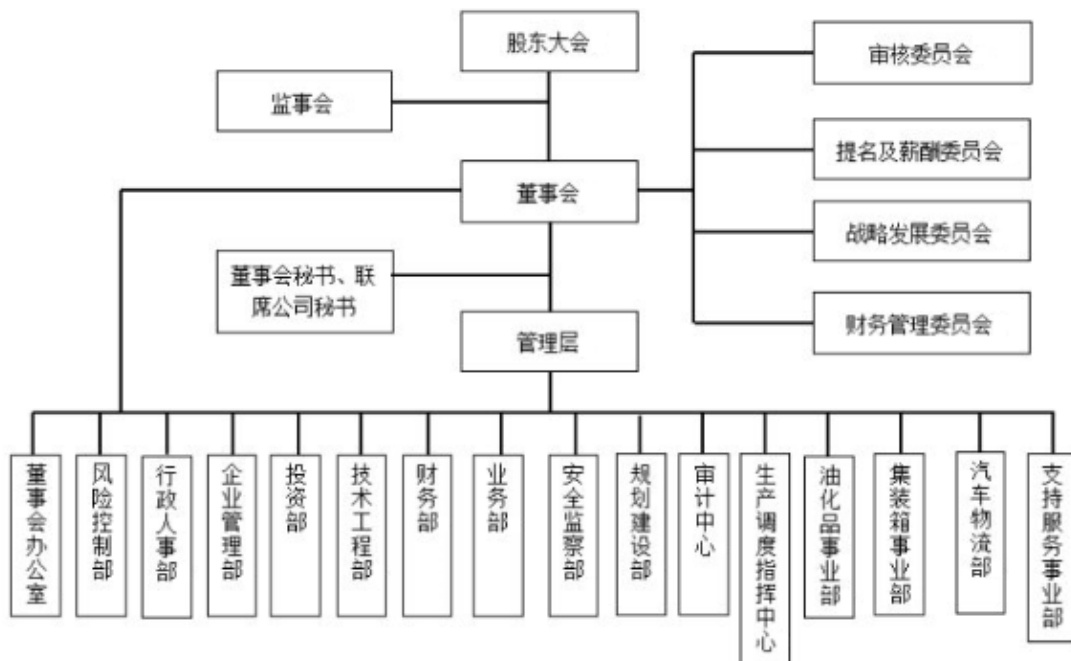 股东大会
审核委员会
监事会
提名及薪酬委员会
董事会
战略发展委员会
董事会秘书、联
席公司秘书
财务管理委员会
管理层
董事会办公室
风险控制部
行政人事部
企业管理部
投资部
技术工程部
财务部
业务部
安全监察部
规划建设部
审计中心
生产调度指挥中心
油化品事业部
集装箱事业部
汽车物流部
支持服务事业部